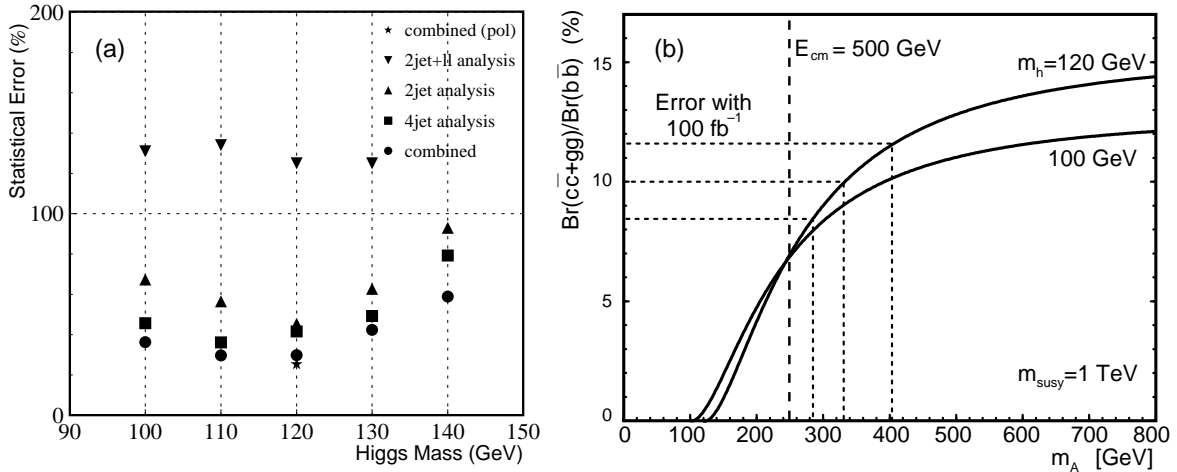 (a)
Statistical Error (%)
200
100
0
combined (pol)
2jet+ll analysis
2jet analysis
4jet analysis
combined
90 100 110 120 130 140 150
Higgs Mass (GeV)
(b)
Br(cc̅+gg)/Br(bb̅) (%)
15
10
5
0
E_cm = 500 GeV
m_h=120 GeV
Error with
100 fb⁻¹
100 GeV
m_susy=1 TeV
0 100 200 300 400 500 600 700 800
m_A [GeV]